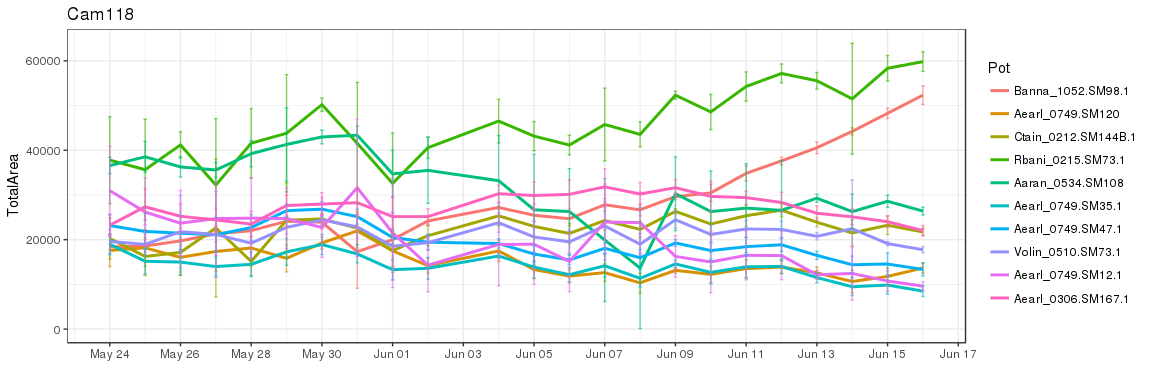 Cam118
TotalArea
60000
40000
20000
0
May 24 May 26 May 28 May 30 Jun 01 Jun 03 Jun 05 Jun 07 Jun 09 Jun 11 Jun 13 Jun 15 Jun 17
Pot
Banna_1052.SM98.1
Aearl_0749.SM120
Ctain_0212.SM144B.1
Rbani_0215.SM73.1
Aaran_0534.SM108
Aearl_0749.SM35.1
Aearl_0749.SM47.1
Volin_0510.SM73.1
Aearl_0749.SM12.1
Aearl_0306.SM167.1